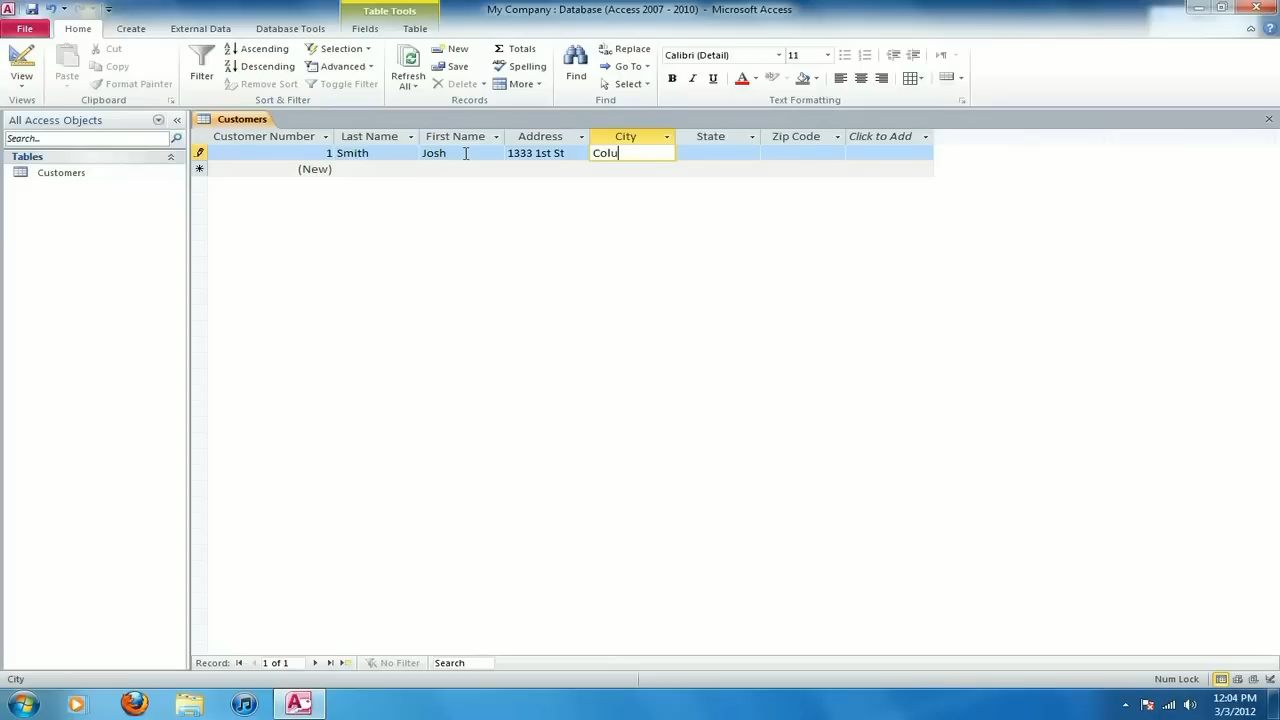 Table Tools
My Company : Database (Access 2007 - 2010) - Microsoft Access
File Home Create External Data Database Tools Fields Table
View
Views
Paste
Cut
Copy
Format Painter
Clipboard
Filter
Ascending
Descending
Remove Sort
Selection
Advanced
Toggle Filter
Sort & Filter
Refresh
All
New
Save
Delete
Totals
Spelling
More
Records
Find
Replace
Go To
Select
Find
Calibri (Detail) 11
B I U A
Text Formatting
All Access Objects
Search...
Tables
Customers
Customers
Customer Number Last Name First Name Address City State Zip Code Click to Add
1 Smith Josh 1333 1st St Colu
(New)
Record: 1 of 1 No Filter Search
City Num Lock
12:04 PM
3/3/2012